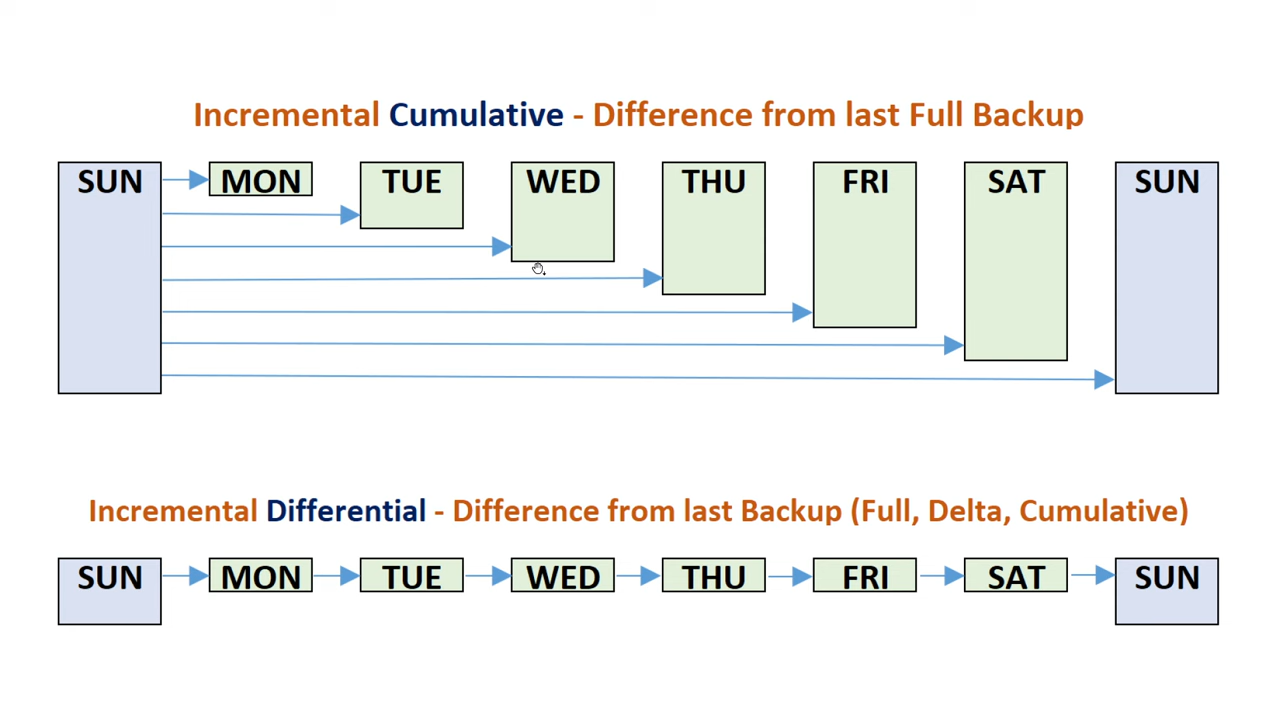 Incremental Cumulative - Difference from last Full Backup
SUN MON TUE WED THU FRI SAT SUN
Incremental Differential - Difference from last Backup (Full, Delta, Cumulative)
SUN MON TUE WED THU FRI SAT SUN